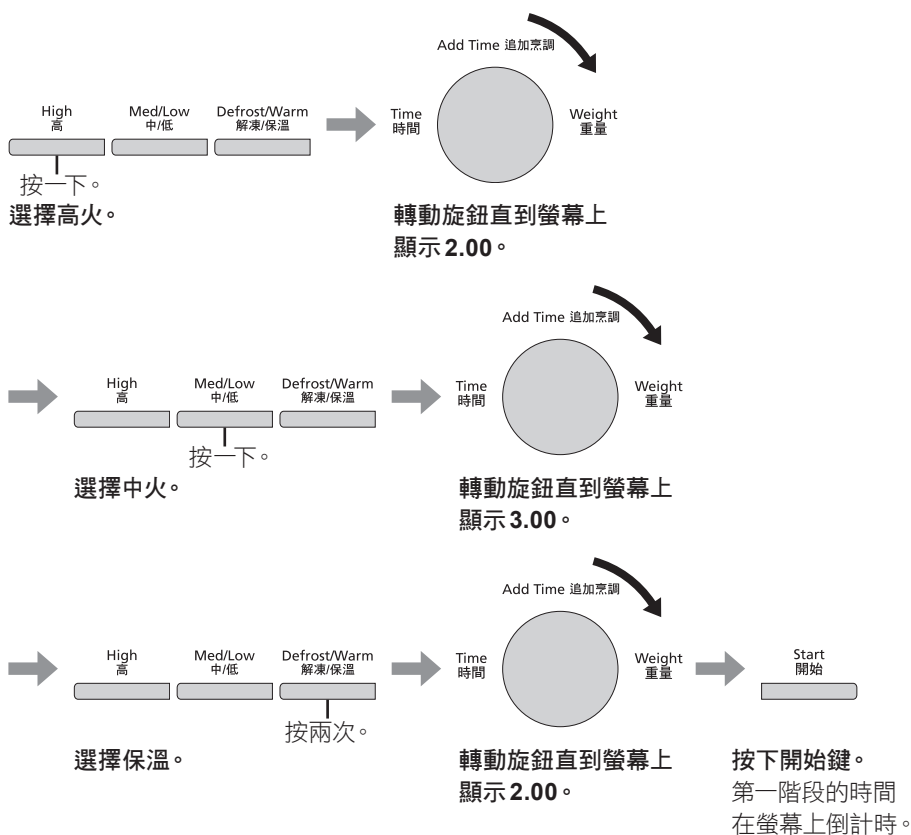 Add Time 追加烹調
High
高
Med/Low
中/低
Defrost/Warm
解凍/保溫
Time
時間
Weight
重量
按一下。
選擇高火。
轉動旋鈕直到螢幕上
顯示 2.00。
Add Time 追加烹調
High
高
Med/Low
中/低
Defrost/Warm
解凍/保溫
Time
時間
Weight
重量
按一下。
選擇中火。
轉動旋鈕直到螢幕上
顯示 3.00。
Add Time 追加烹調
High
高
Med/Low
中/低
Defrost/Warm
解凍/保溫
Time
時間
Weight
重量
Start
開始
按兩次。
選擇保溫。
轉動旋鈕直到螢幕上
顯示 2.00。
按下開始鍵。
第一階段的時間
在螢幕上倒計時。